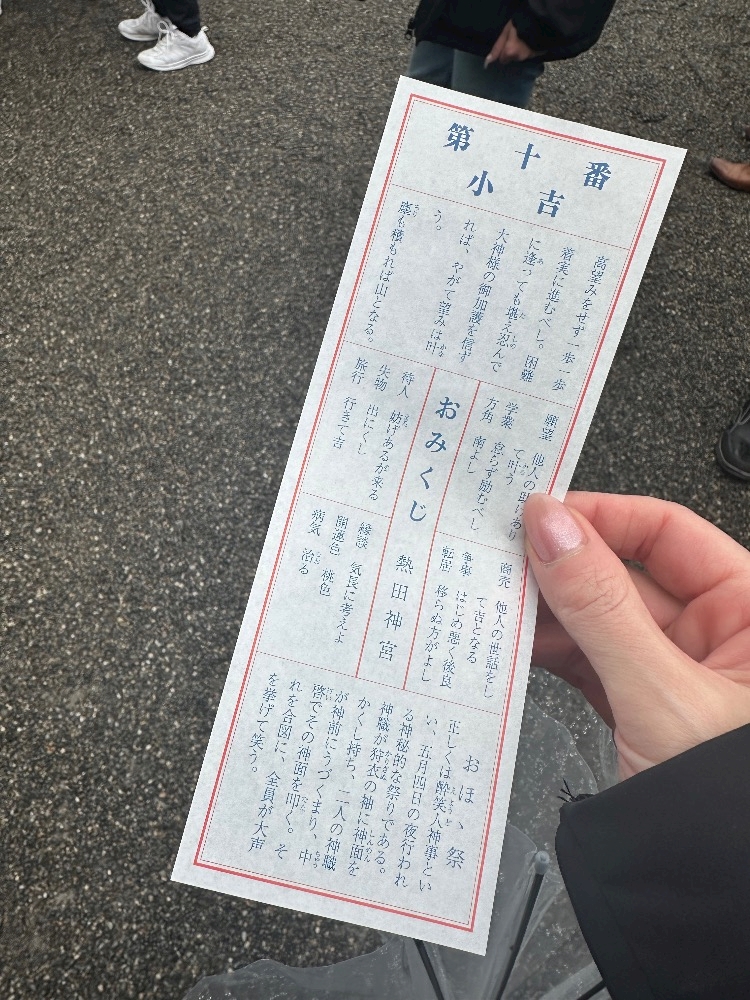 第十番
小吉
高望みをせず一歩一歩
着実に進むべし。困難
に逢っても堪え忍んで
大神様の御加護を信ず
れば、やがて望みは叶
う。
塵も積もれば山となる。
願望 他人の助けあり
て叶う
学業 怠らず励むべし
方角 南よし
商売 他人の世話をし
て吉となる
争事 はじめ悪く後良
転居 移らぬ方がよし
おみくじ 熱田神宮
待人 妨げあるが来る
失物 出にくし
旅行 行きて吉
縁談 気長に考えよ
開運色 桃色
病気 治る
おほゝ祭
正しくは酔笑人神事とい
い、五月四日の夜行われ
る神秘的な祭りである。
神職が狩衣の袖に神面を
かくし持ち、二人の神職
が神前にうづくまり、中
啓でその神面を叩く。そ
れを合図に、全員が大声
を挙げて笑う。